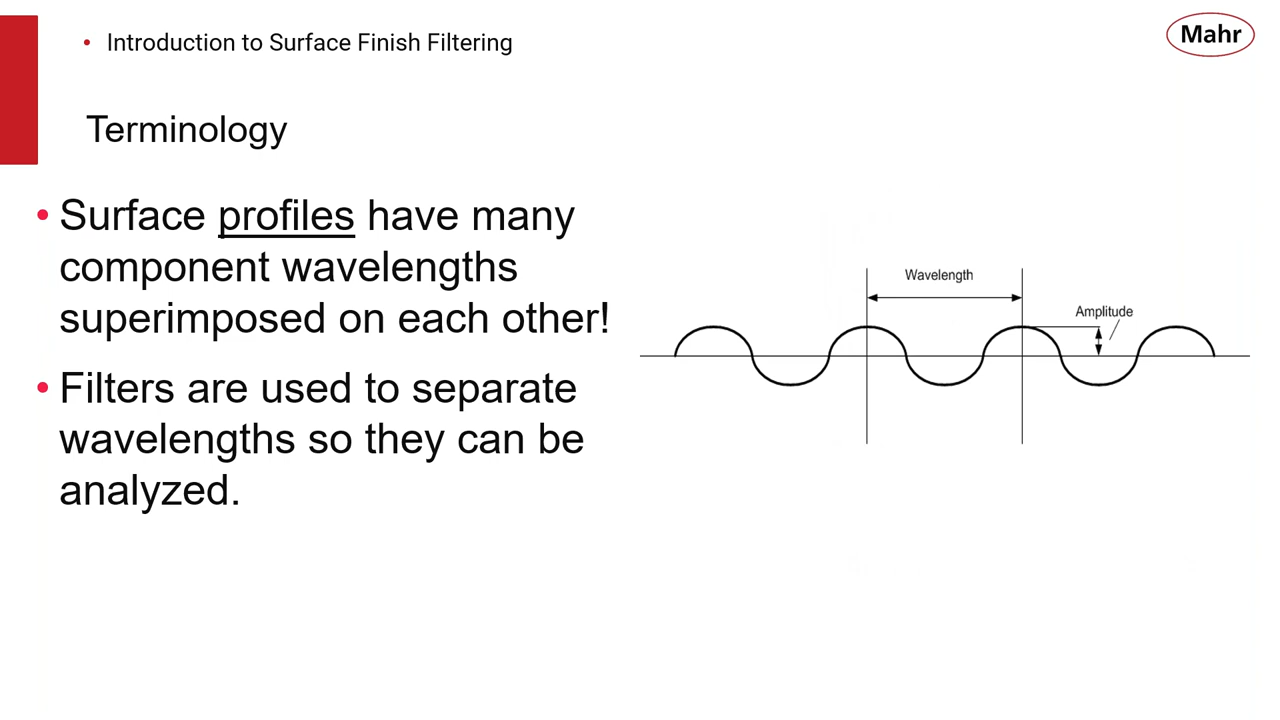 • Introduction to Surface Finish Filtering
Mahr
Terminology
• Surface profiles have many
component wavelengths
superimposed on each other!
• Filters are used to separate
wavelengths so they can be
analyzed.
Wavelength
Amplitude